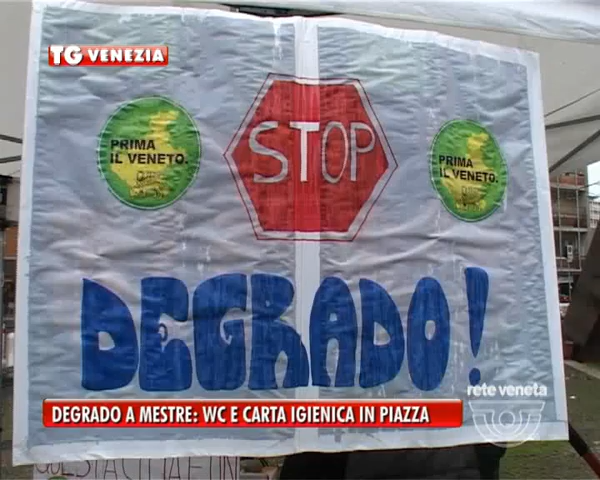 TG VENEZIA
PRIMA
IL VENETO.
STOP
PRIMA
IL VENETO.
DEGRADO!
rete veneta
DEGRADO A MESTRE: WC E CARTA IGIENICA IN PIAZZA